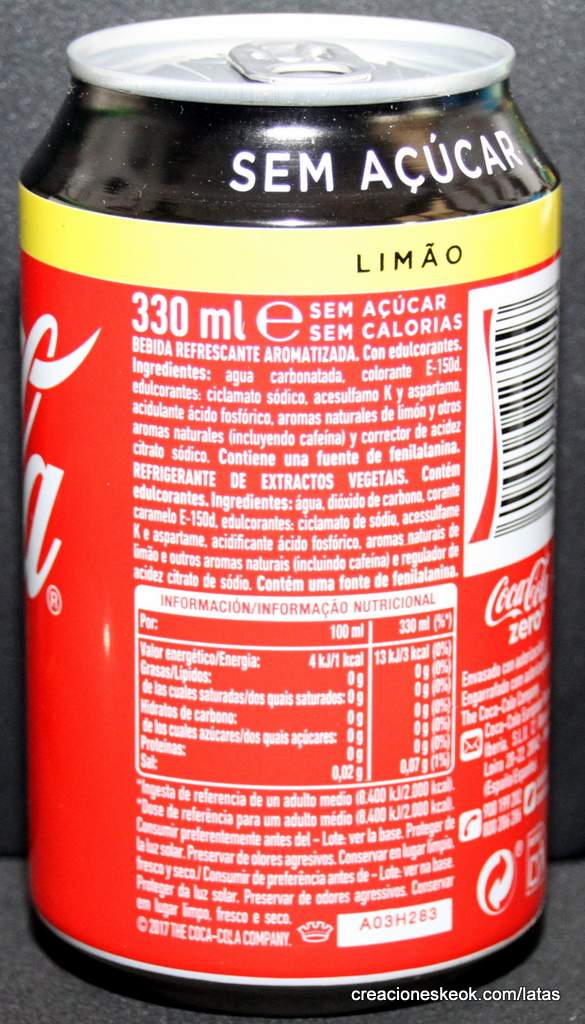 SEM AÇÚCAR
LIMÃO
330 ml e SEM AÇÚCAR
SEM CALORIAS
BEBIDA REFRESCANTE AROMATIZADA. Con edulcorantes.
Ingredientes: agua carbonatada, colorante E-150d,
edulcorantes: ciclamato sódico, acesulfamo K y aspartamo,
acidulante ácido fosfórico, aromas naturales de limón y otros
aromas naturales (incluyendo cafeína) y corrector de acidez
citrato sódico. Contiene una fuente de fenilalanina.
REFRIGERANTE DE EXTRACTOS VEGETAIS. Contém
edulcorantes. Ingredientes: água, dióxido de carbono, corante
caramelo E-150d, edulcorantes: ciclamato de sódio, acessulfame
K e aspartame, acidificante ácido fosfórico, aromas naturais de
limão e outros aromas naturais (incluindo cafeína) e regulador de
acidez citrato de sódio. Contém uma fonte de fenilalanina.
®
INFORMACIÓN/INFORMAÇÃO NUTRICIONAL
Por: 100 ml 330 ml (%*)
Valor energético/Energia: 4 kJ/1 kcal 13 kJ/3 kcal (0%)
Grasas/Lípidos: 0 g 0 g (0%)
de las cuales saturadas/dos quais saturados: 0 g 0 g (0%)
Hidratos de carbono: 0 g 0 g (0%)
de los cuales azúcares/dos quais açúcares: 0 g 0 g (0%)
Proteínas: 0 g 0 g (0%)
Sal: 0,02 g 0,07 g (1%)
*Ingesta de referencia de un adulto medio (8.400 kJ/2.000 kcal).
*Dose de referência para um adulto médio (8.400 kJ/2.000 kcal).
Consumir preferentemente antes del - Lote: ver la base. Proteger de
la luz solar. Preservar de olores agresivos. Conservar en lugar limpio,
fresco y seco./ Consumir de preferência antes de - Lote: ver na base.
Proteger da luz solar. Preservar de odores agressivos. Conservar
em lugar limpo, fresco e seco.
© 2017 THE COCA-COLA COMPANY.
A03H283
Coca-Cola
zero
Envasado con
Engarrafado com
The Coca-Cola
Coca-Cola
Iberia, S.L.U.
creacioneskeok.com/latas